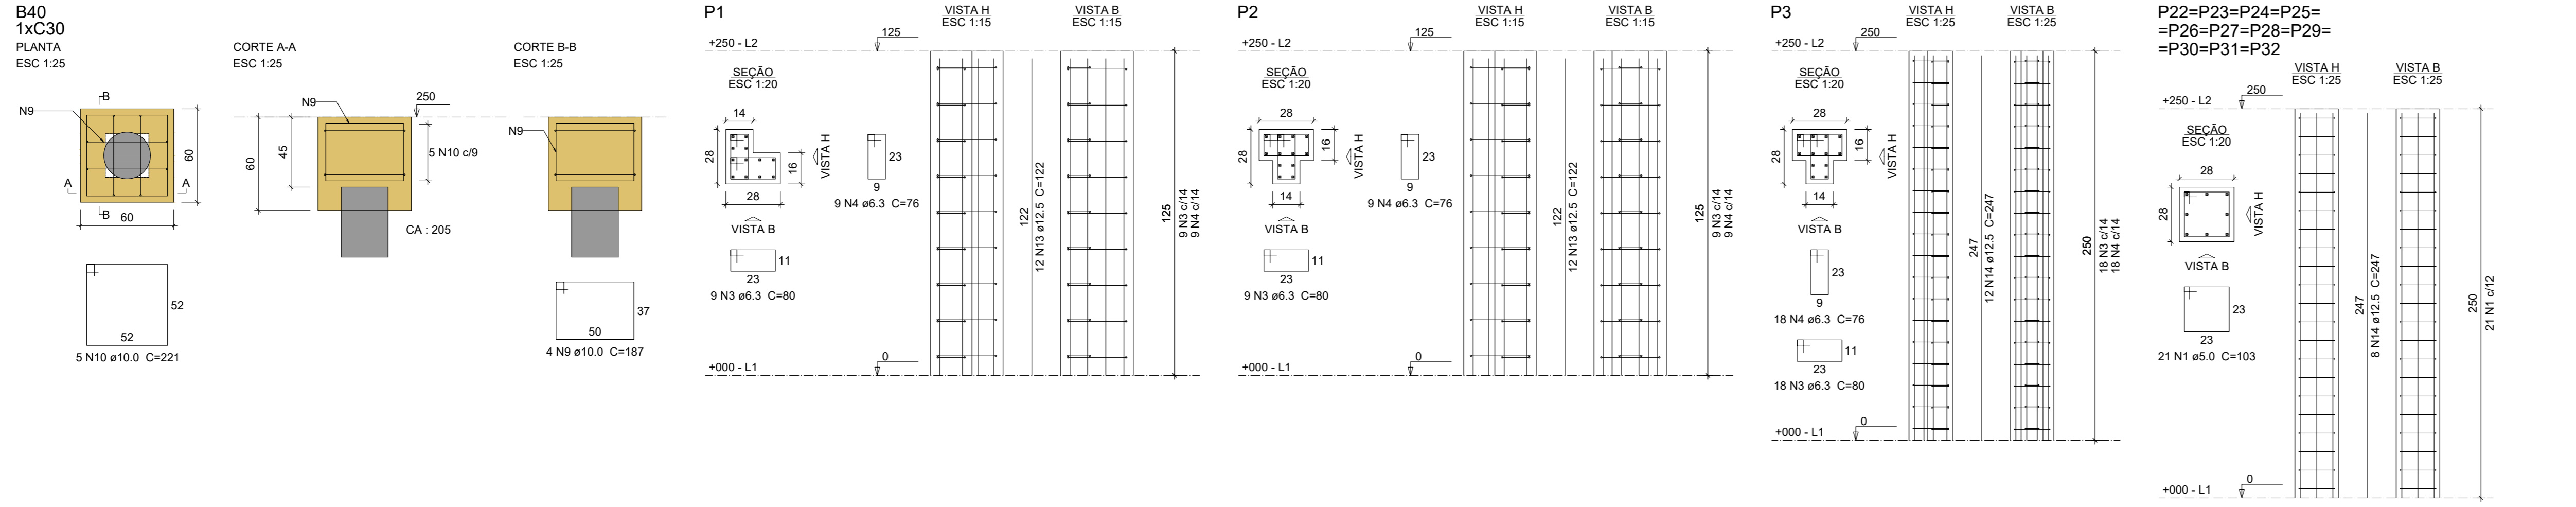 B40
1xC30
PLANTA
ESC 1:25
B
N9
60
A
A
B
60
52
52
5 N10 ø10.0 C=221
CORTE A-A
ESC 1:25
N9
250
60
45
5 N10 c/9
CA : 205
CORTE B-B
ESC 1:25
N9
37
50
4 N9 ø10.0 C=187
P1
VISTA H
ESC 1:15
VISTA B
ESC 1:15
+250 - L2
125
SEÇÃO
ESC 1:20
14
28
16
28
VISTA H
VISTA B
23
9
9 N4 ø6.3 C=76
11
23
9 N3 ø6.3 C=80
122
12 N13 ø12.5 C=122
125
9 N3 c/14
9 N4 c/14
+000 - L1
0
P2
VISTA H
ESC 1:15
VISTA B
ESC 1:15
+250 - L2
125
SEÇÃO
ESC 1:20
28
28
16
14
VISTA H
VISTA B
23
9
9 N4 ø6.3 C=76
11
23
9 N3 ø6.3 C=80
122
12 N13 ø12.5 C=122
125
9 N3 c/14
9 N4 c/14
+000 - L1
0
P3
VISTA H
ESC 1:25
VISTA B
ESC 1:25
+250 - L2
250
SEÇÃO
ESC 1:20
28
28
16
14
VISTA H
VISTA B
23
9
18 N4 ø6.3 C=76
11
23
18 N3 ø6.3 C=80
247
12 N14 ø12.5 C=247
250
18 N3 c/14
18 N4 c/14
+000 - L1
0
P22=P23=P24=P25=
=P26=P27=P28=P29=
=P30=P31=P32
VISTA H
ESC 1:25
VISTA B
ESC 1:25
+250 - L2
250
SEÇÃO
ESC 1:20
28
28
VISTA H
VISTA B
23
23
21 N1 ø5.0 C=103
247
8 N14 ø12.5 C=247
250
21 N1 c/12
+000 - L1
0